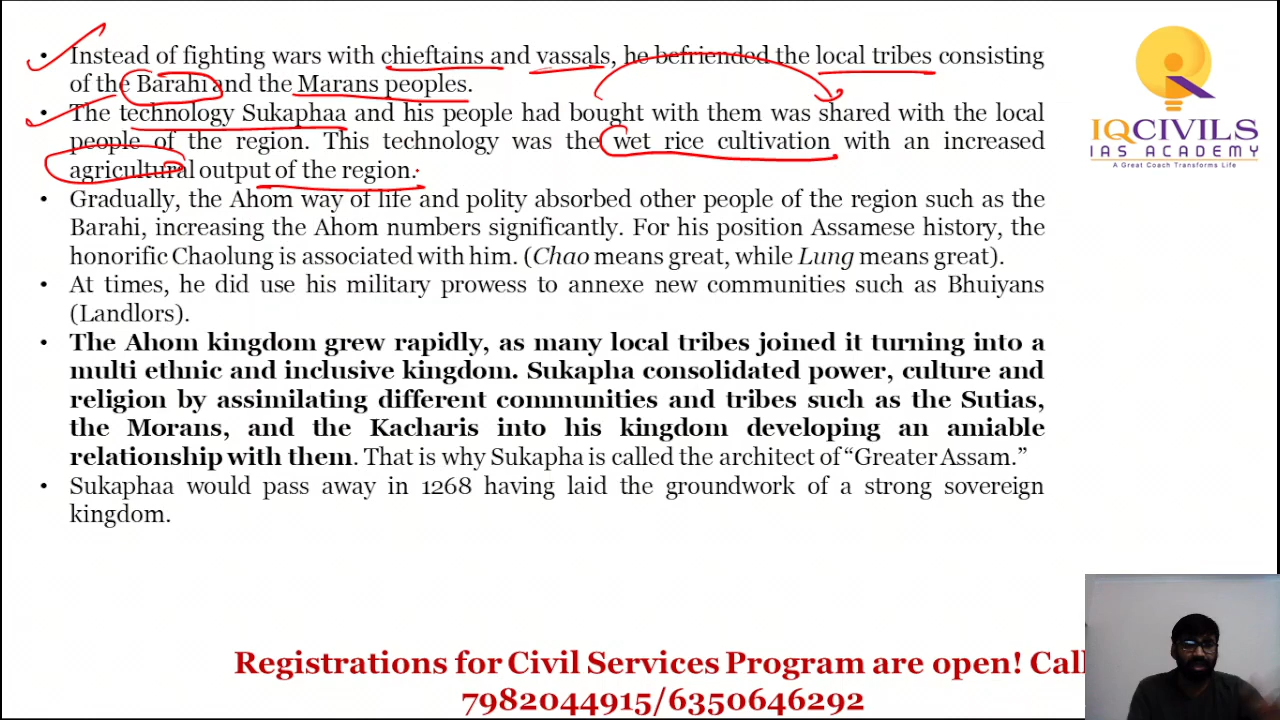 • Instead of fighting wars with chieftains and vassals, he befriended the local tribes consisting
of the Barahi and the Marans peoples.
• The technology Sukaphaa and his people had bought with them was shared with the local
people of the region. This technology was the wet rice cultivation with an increased
agricultural output of the region.
• Gradually, the Ahom way of life and polity absorbed other people of the region such as the
Barahi, increasing the Ahom numbers significantly. For his position Assamese history, the
honorific Chaolung is associated with him. (Chao means great, while Lung means great).
• At times, he did use his military prowess to annexe new communities such as Bhuiyans
(Landlors).
• The Ahom kingdom grew rapidly, as many local tribes joined it turning into a
multi ethnic and inclusive kingdom. Sukapha consolidated power, culture and
religion by assimilating different communities and tribes such as the Sutias,
the Morans, and the Kacharis into his kingdom developing an amiable
relationship with them. That is why Sukapha is called the architect of “Greater Assam.”
• Sukaphaa would pass away in 1268 having laid the groundwork of a strong sovereign
kingdom.
IQCIVILS
IAS ACADEMY
A Great Coach Transforms Life
Registrations for Civil Services Program are open! Call
7982044915/6350646292